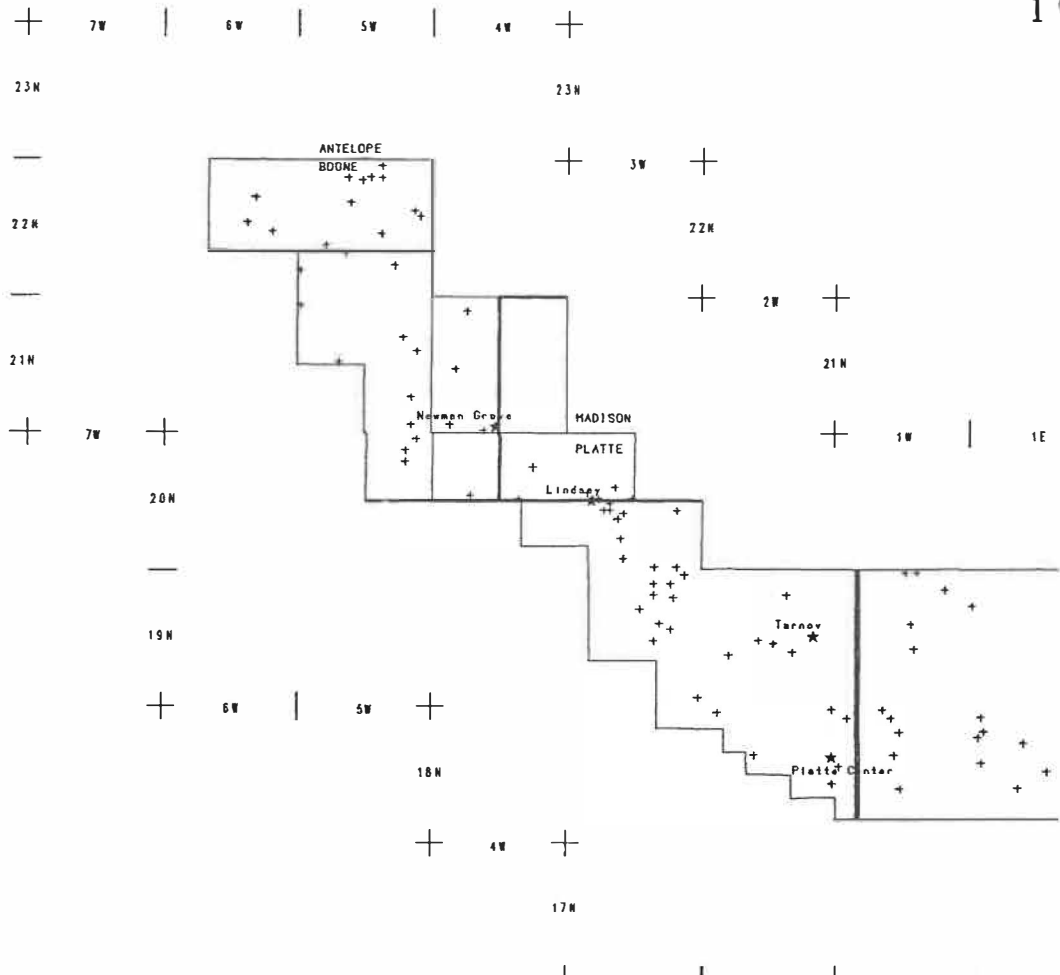 7W 6W 5W 4W
23N 23N
ANTELOPE
BOONE
3W
22N 22N
2W
21N 21N
Newman Grove
MADISON
7W 1W 1E
PLATTE
Lindsay
20N
Tarnov
19N
6W 5W
Platte Center
18N
4W
17N